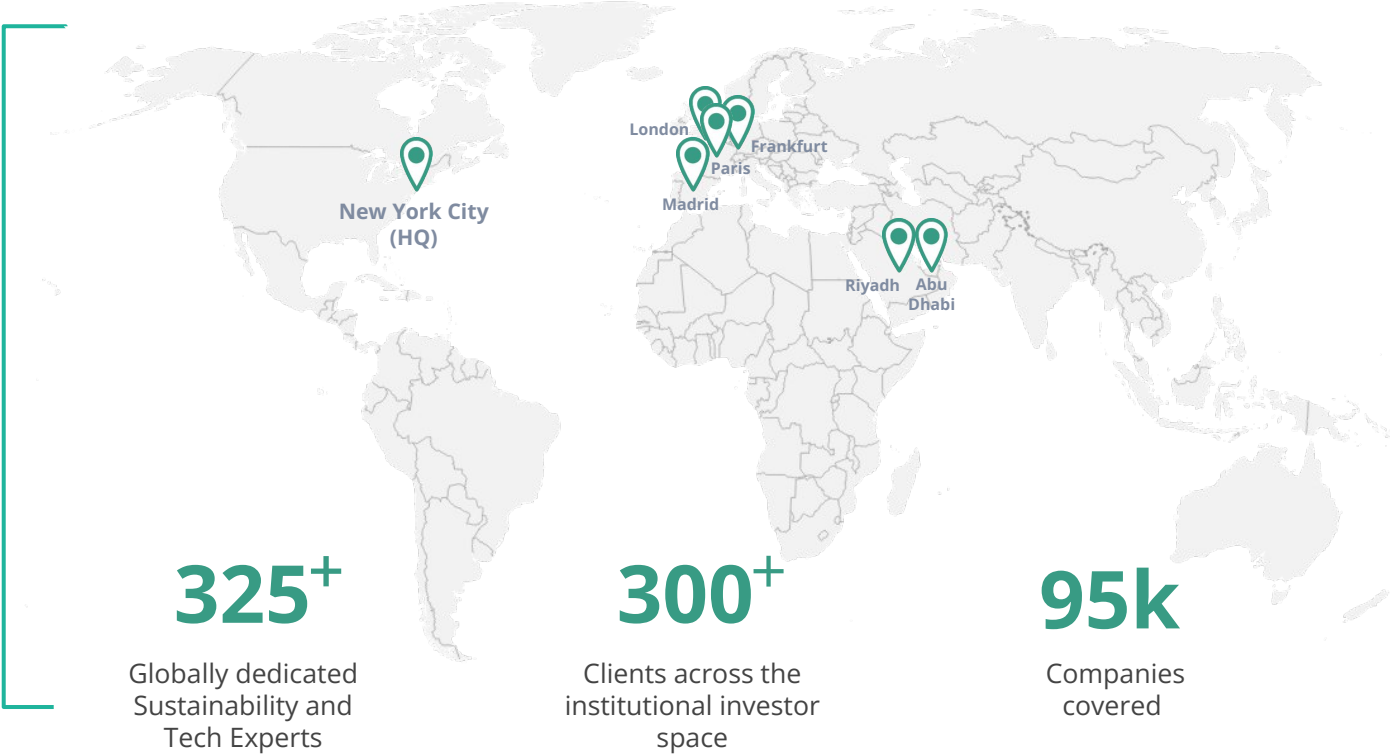 London
Frankfurt
Paris
Madrid
New York City
(HQ)
Riyadh
Abu
Dhabi
325+
Globally dedicated
Sustainability and
Tech Experts
300+
Clients across the
institutional investor
space
95k
Companies
covered